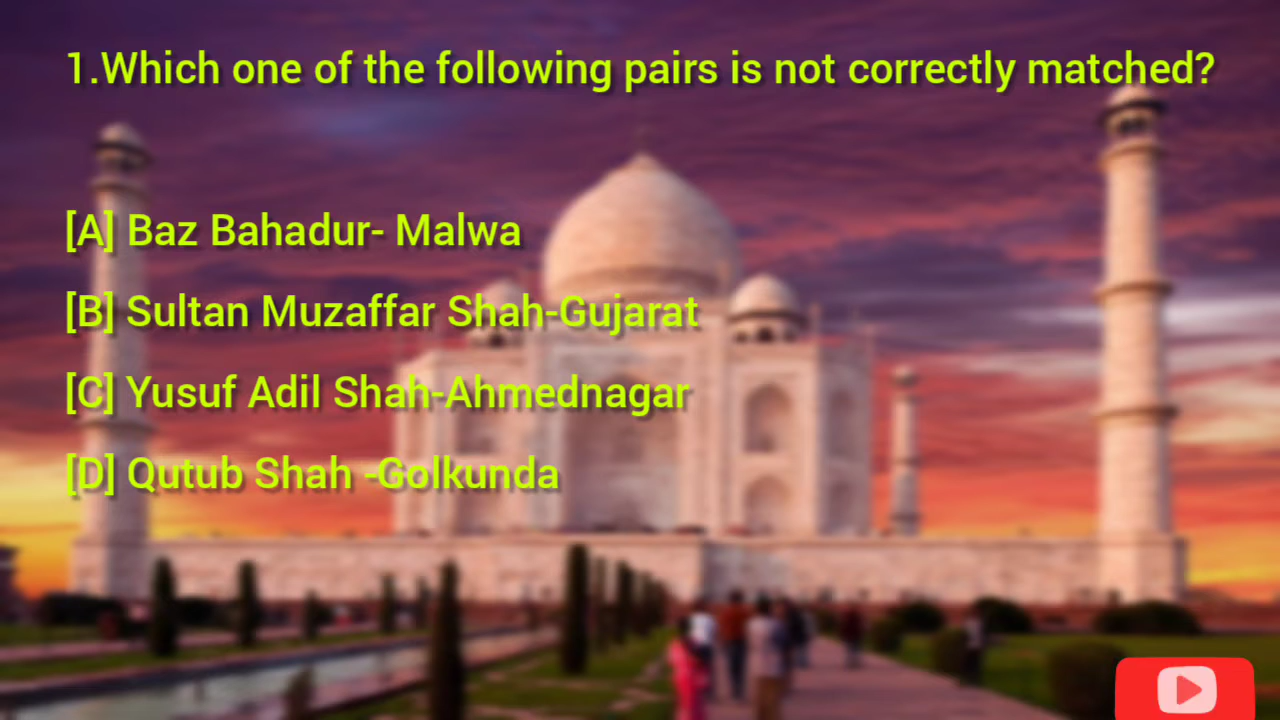 1.Which one of the following pairs is not correctly matched?
[A] Baz Bahadur- Malwa
[B] Sultan Muzaffar Shah-Gujarat
[C] Yusuf Adil Shah-Ahmednagar
[D] Qutub Shah -Golkunda